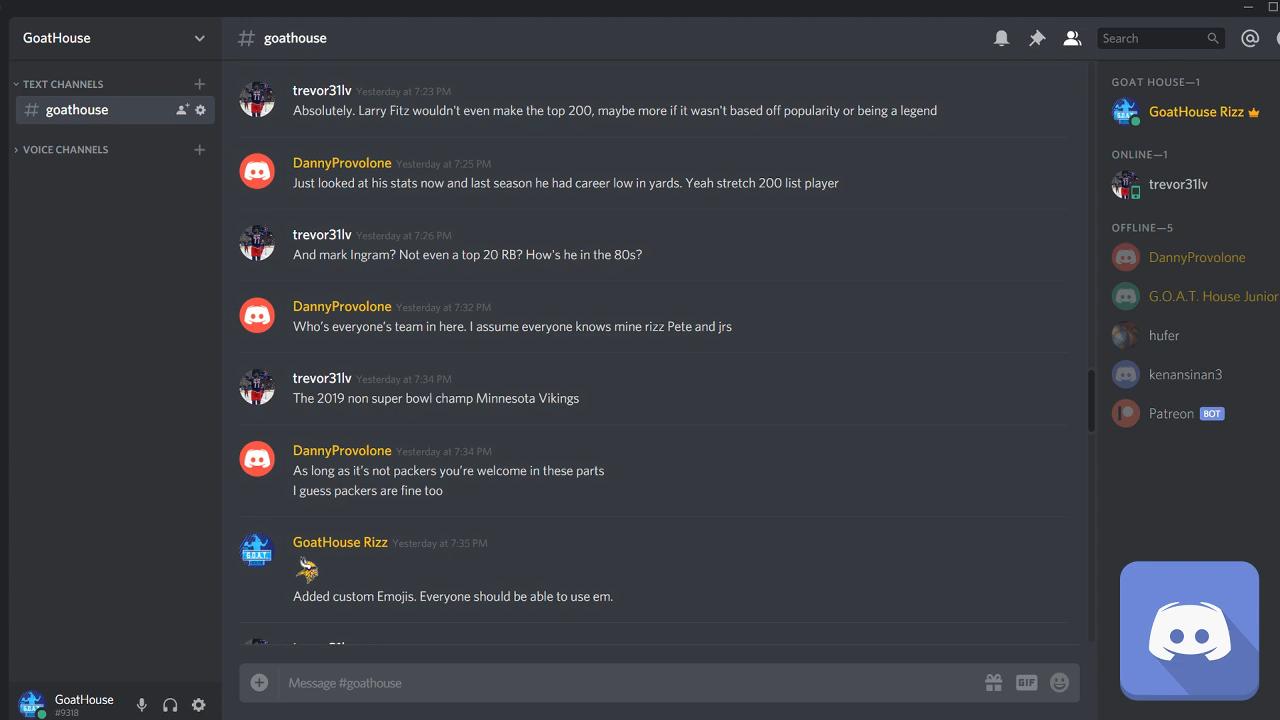 GoatHouse
TEXT CHANNELS
goathouse
VOICE CHANNELS
GoatHouse
#9318
# goathouse
Search
trevor31lv Yesterday at 7:23 PM
Absolutely. Larry Fitz wouldn't even make the top 200, maybe more if it wasn't based off popularity or being a legend
DannyProvolone Yesterday at 7:25 PM
Just looked at his stats now and last season he had career low in yards. Yeah stretch 200 list player
trevor31lv Yesterday at 7:26 PM
And mark Ingram? Not even a top 20 RB? How's he in the 80s?
DannyProvolone Yesterday at 7:32 PM
Who's everyone's team in here. I assume everyone knows mine rizz Pete and jrs
trevor31lv Yesterday at 7:34 PM
The 2019 non super bowl champ Minnesota Vikings
DannyProvolone Yesterday at 7:34 PM
As long as it's not packers you're welcome in these parts
I guess packers are fine too
GoatHouse Rizz Yesterday at 7:35 PM
Added custom Emojis. Everyone should be able to use em.
Message #goathouse
GIF
GOAT HOUSE—1
GoatHouse Rizz
ONLINE—1
trevor31lv
OFFLINE—5
DannyProvolone
G.O.A.T. House Junior
hufer
kenansinan3
Patreon BOT